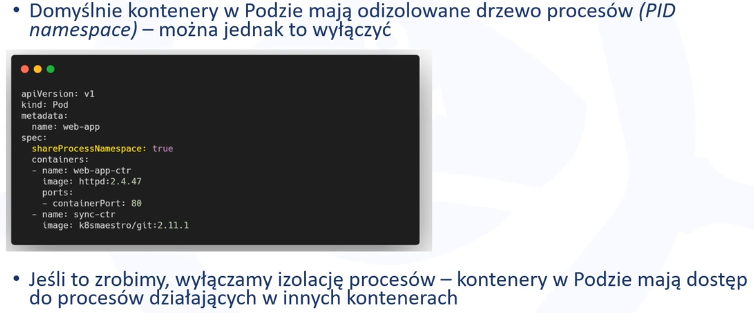 • Domyślnie kontenery w Podzie mają odizolowane drzewo procesów (PID
namespace) – można jednak to wyłączyć
apiVersion: v1
kind: Pod
metadata:
  name: web-app
spec:
  shareProcessNamespace: true
  containers:
  - name: web-app-ctr
    image: httpd:2.4.47
    ports:
    - containerPort: 80
  - name: sync-ctr
    image: k8smaestro/git:2.11.1
• Jeśli to zrobimy, wyłączamy izolację procesów – kontenery w Podzie mają dostęp
do procesów działających w innych kontenerach